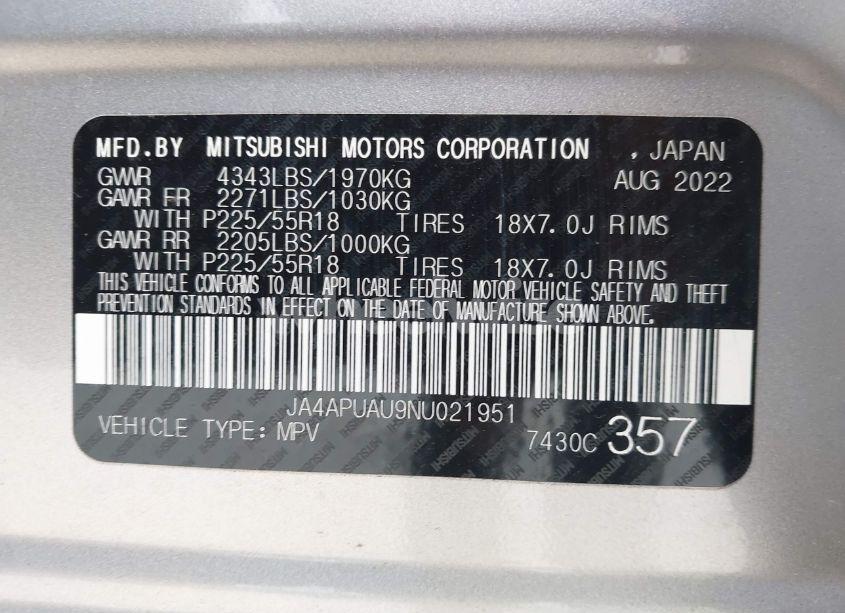 MFD.BY MITSUBISHI MOTORS CORPORATION , JAPAN
GVWR 4343LBS/1970KG AUG 2022
GAWR FR 2271LBS/1030KG
WITH P225/55R18 TIRES 18X7.0J RIMS
GAWR RR 2205LBS/1000KG
WITH P225/55R18 TIRES 18X7.0J RIMS
THIS VEHICLE CONFORMS TO ALL APPLICABLE FEDERAL MOTOR VEHICLE SAFETY AND THEFT
PREVENTION STANDARDS IN EFFECT ON THE DATE OF MANUFACTURE SHOWN ABOVE.
JA4APUAU9NU021951
VEHICLE TYPE: MPV 7430C 357